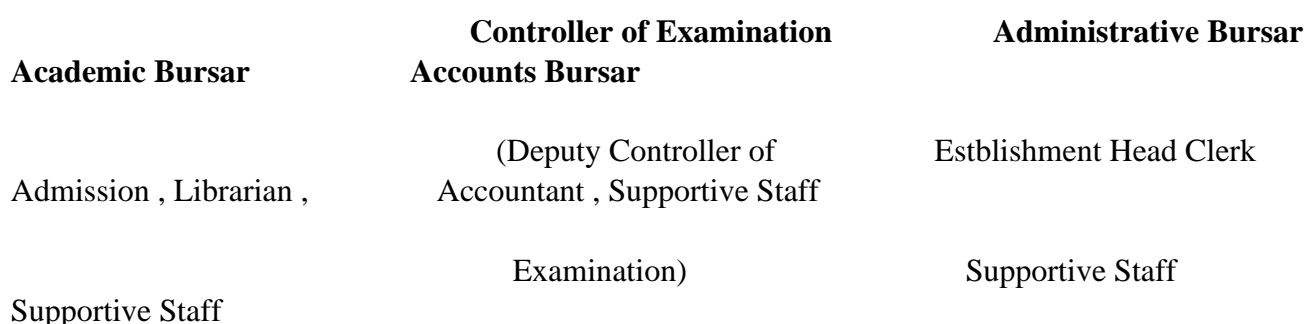 Controller of Examination Administrative Bursar
Academic Bursar Accounts Bursar
(Deputy Controller of Estblishment Head Clerk
Admission , Librarian , Accountant , Supportive Staff
Examination) Supportive Staff
Supportive Staff